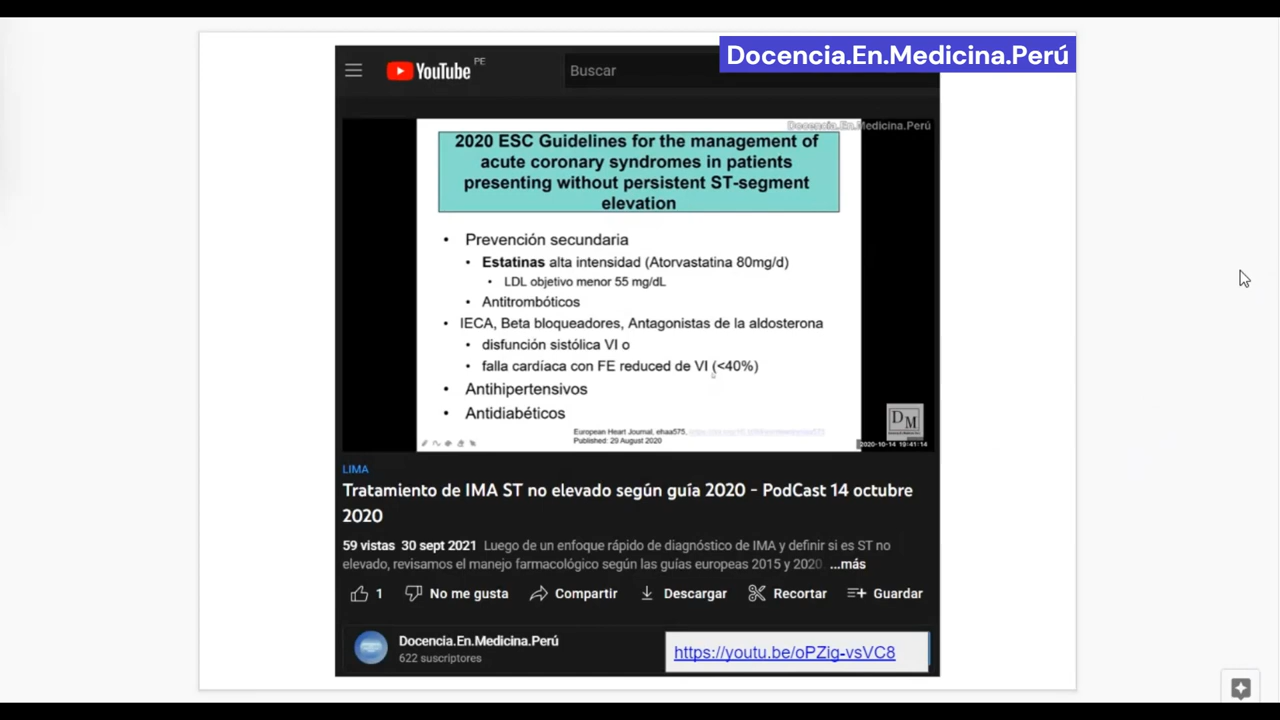 Docencia.En.Medicina.Perú
YouTube PE
Buscar
Docencia.En.Medicina.Perú
2020 ESC Guidelines for the management of
acute coronary syndromes in patients
presenting without persistent ST-segment
elevation
• Prevención secundaria
• Estatinas alta intensidad (Atorvastatina 80mg/d)
• LDL objetivo menor 55 mg/dL
• Antitrombóticos
• IECA, Beta bloqueadores, Antagonistas de la aldosterona
• disfunción sistólica VI o
• falla cardíaca con FE reduced de VI (<40%)
• Antihipertensivos
• Antidiabéticos
European Heart Journal, ehaa575,
Published: 29 August 2020
DM
2020-10-14 19:41:14
LIMA
Tratamiento de IMA ST no elevado según guía 2020 - PodCast 14 octubre
2020
59 vistas 30 sept 2021 Luego de un enfoque rápido de diagnóstico de IMA y definir si es ST no
elevado, revisamos el manejo farmacológico según las guías europeas 2015 y 2020. ...más
1 No me gusta Compartir Descargar Recortar Guardar
Docencia.En.Medicina.Perú
622 suscriptores
https://youtu.be/oPZig-vsVC8